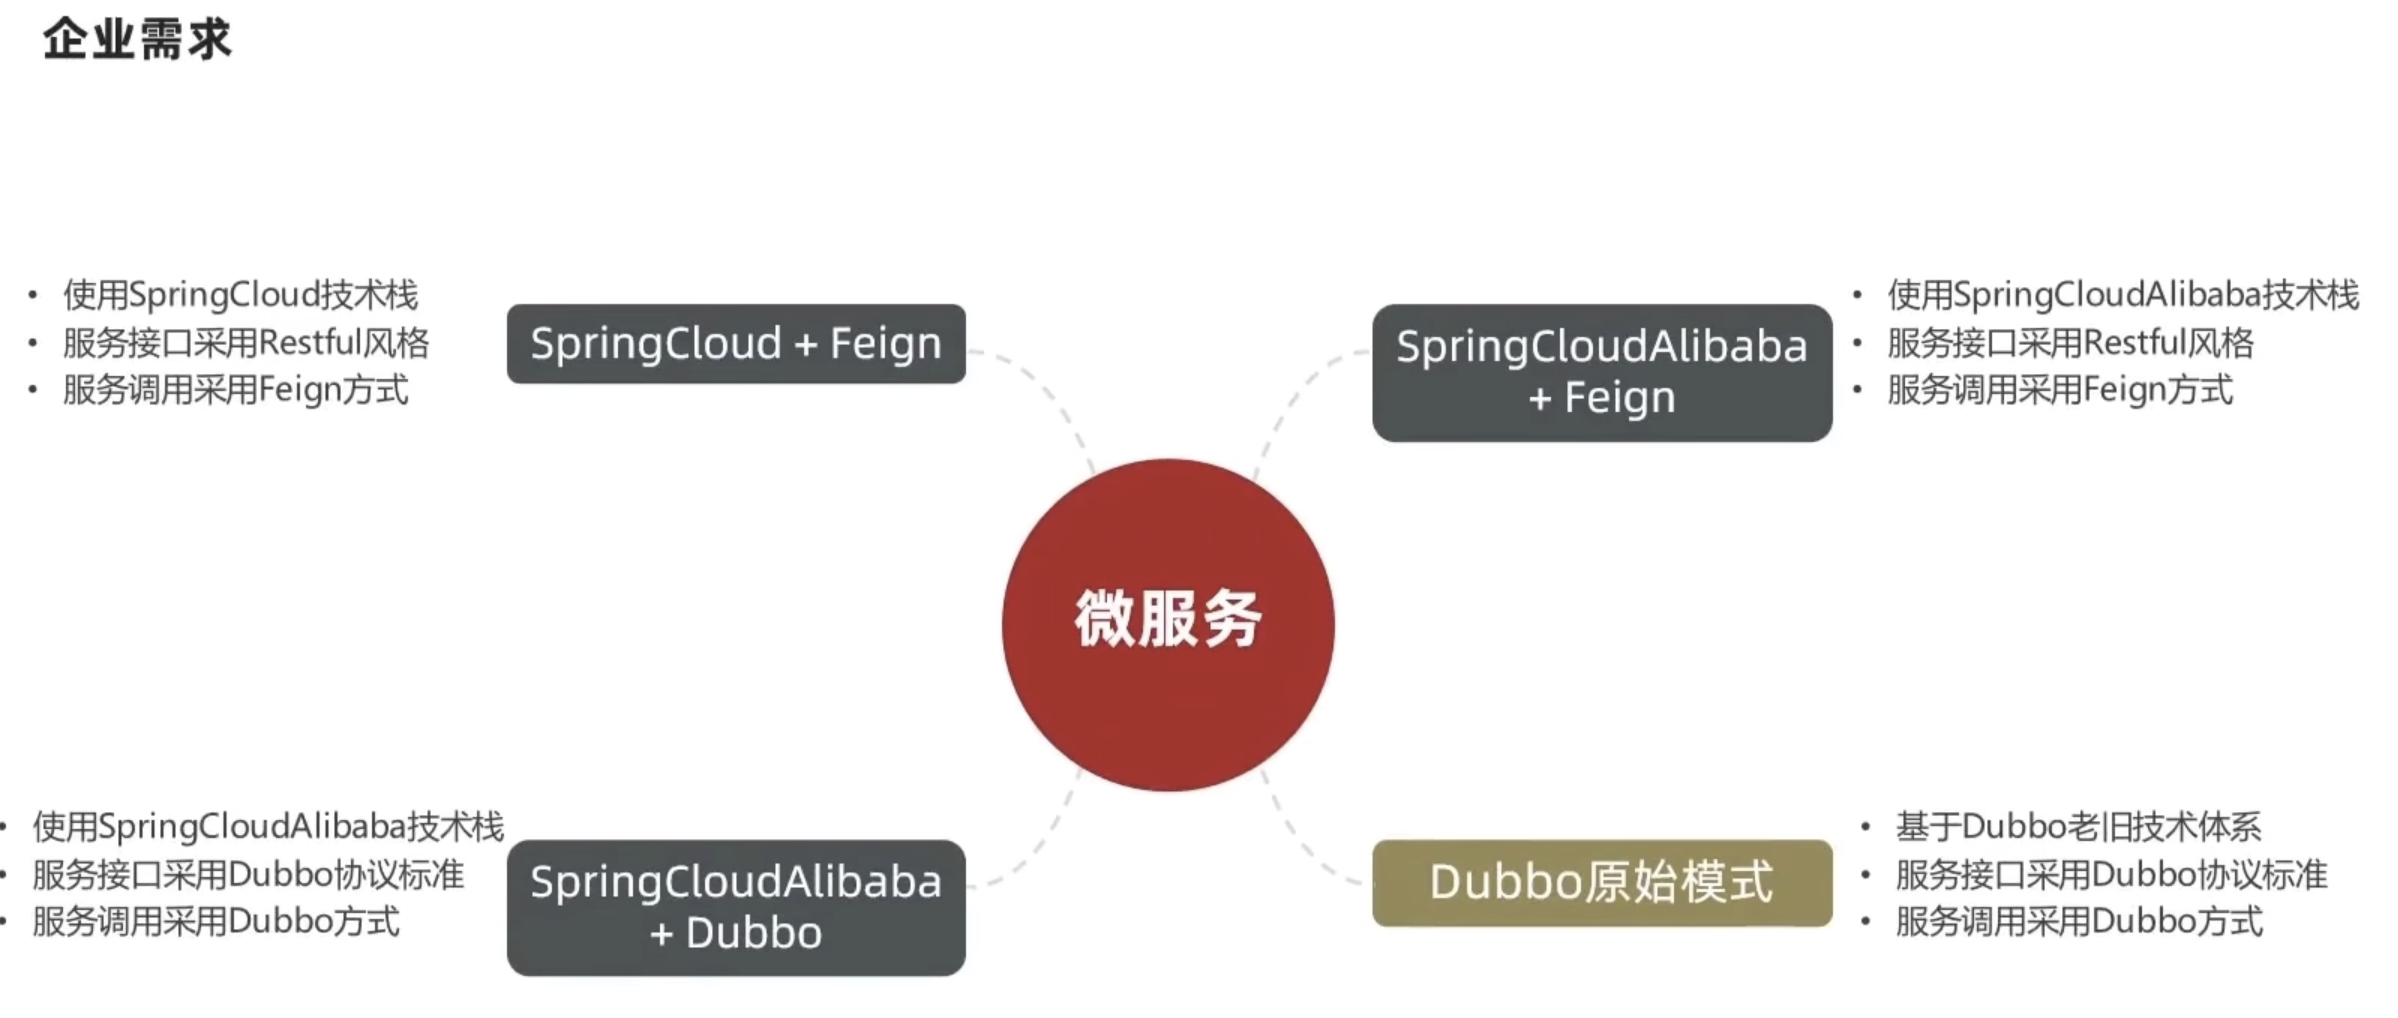 企业需求
• 使用SpringCloud技术栈
• 服务接口采用Restful风格
• 服务调用采用Feign方式
SpringCloud + Feign
SpringCloudAlibaba
+ Feign
• 使用SpringCloudAlibaba技术栈
• 服务接口采用Restful风格
• 服务调用采用Feign方式
微服务
• 使用SpringCloudAlibaba技术栈
• 服务接口采用Dubbo协议标准
• 服务调用采用Dubbo方式
SpringCloudAlibaba
+ Dubbo
Dubbo原始模式
• 基于Dubbo老旧技术体系
• 服务接口采用Dubbo协议标准
• 服务调用采用Dubbo方式